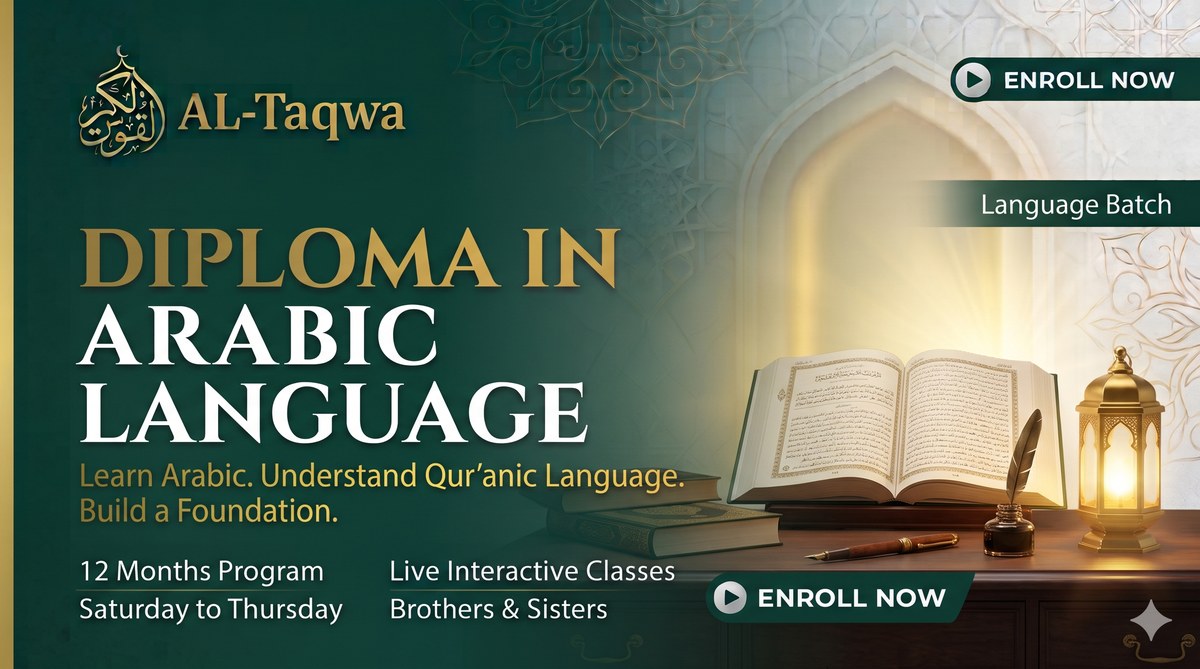 AL-Taqwa
ENROLL NOW
Language Batch
DIPLOMA IN
ARABIC
LANGUAGE
Learn Arabic. Understand Qur’anic Language.
Build a Foundation.
12 Months Program
Live Interactive Classes
Saturday to Thursday
Brothers & Sisters
ENROLL NOW